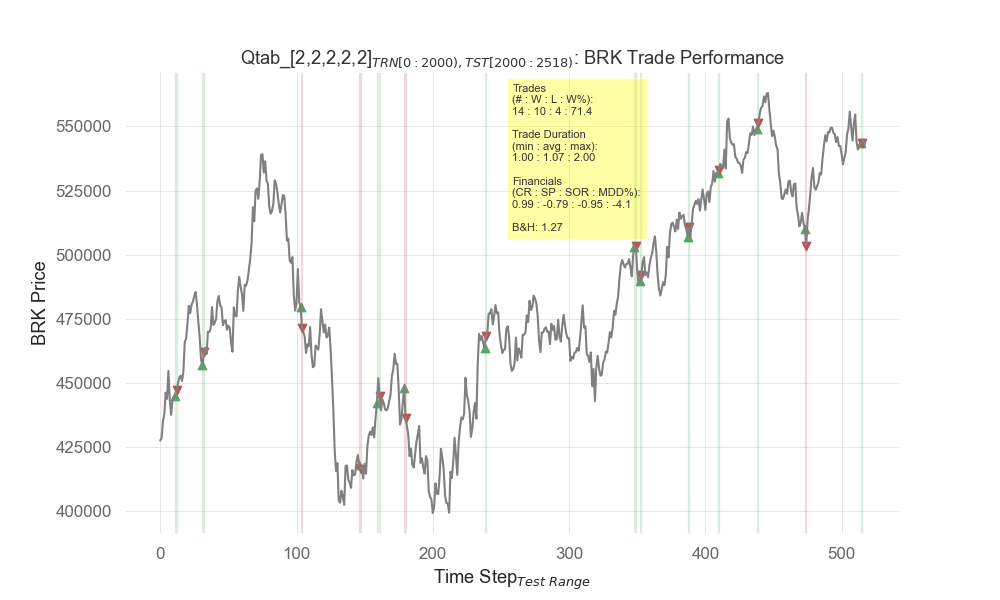 Qtab_[2,2,2,2,2]TRN[0:2000),TST[2000:2518): BRK Trade Performance
Trades
(# : W : L : W%):
14 : 10 : 4 : 71.4
Trade Duration
(min : avg : max):
1.00 : 1.07 : 2.00
Financials
(CR : SP : SOR : MDD%):
0.99 : -0.79 : -0.95 : -4.1
B&H: 1.27
BRK Price
550000
525000
500000
475000
450000
425000
400000
0 100 200 300 400 500
Time StepTest Range